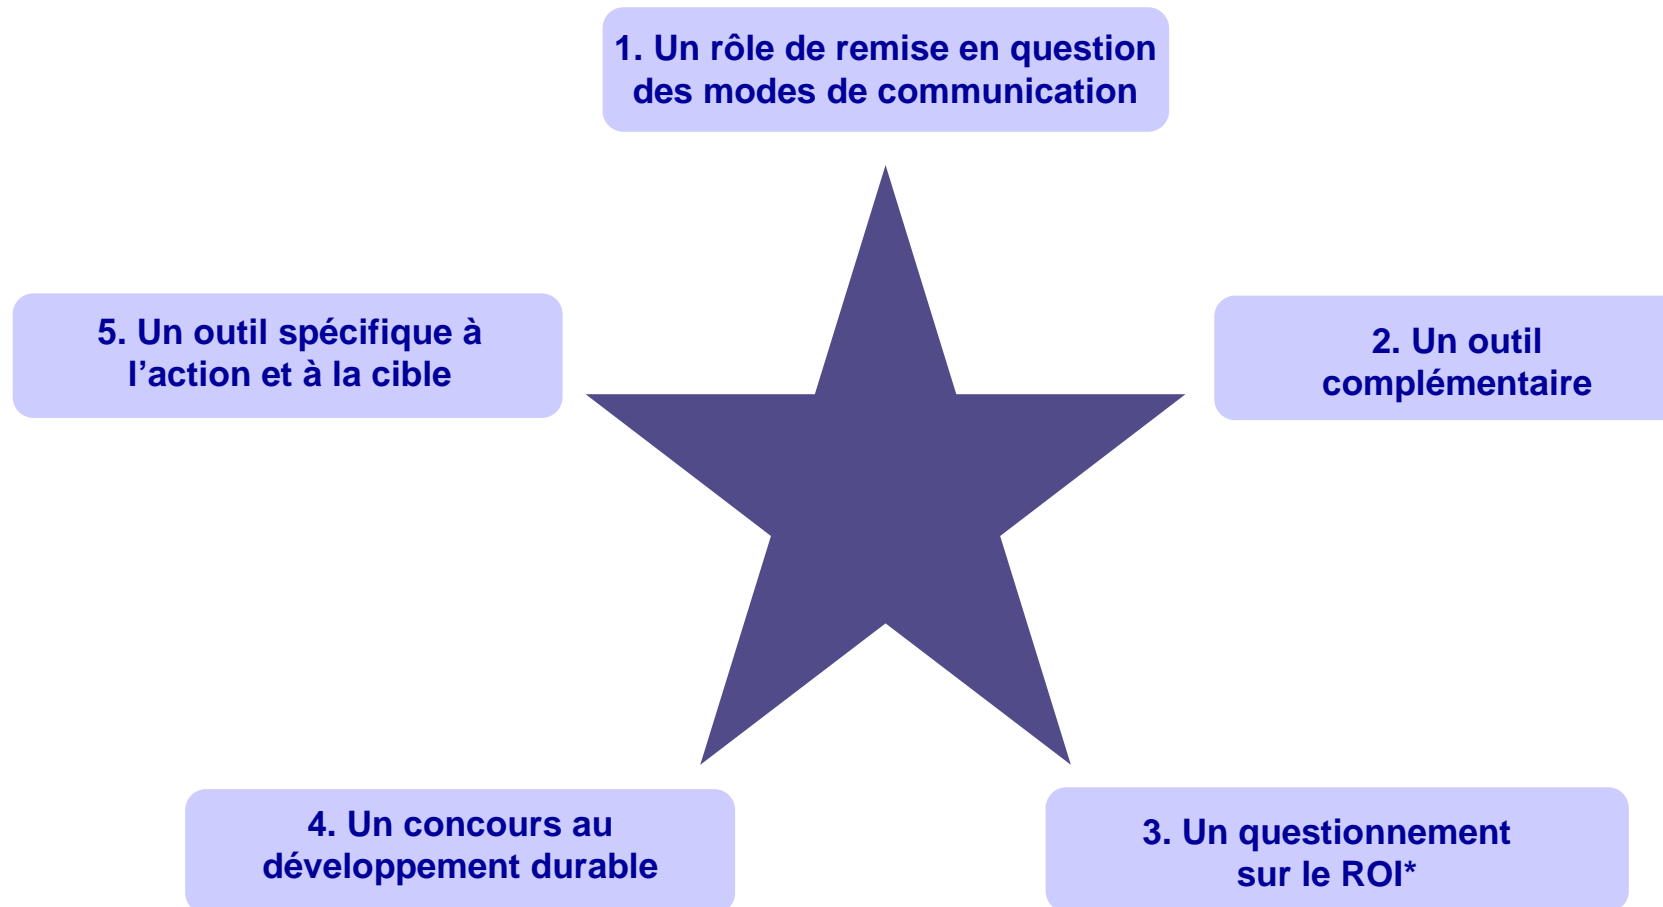 1. Un rôle de remise en question
des modes de communication
2. Un outil
complémentaire
3. Un questionnement
sur le ROI*
4. Un concours au
développement durable
5. Un outil spécifique à
l’action et à la cible